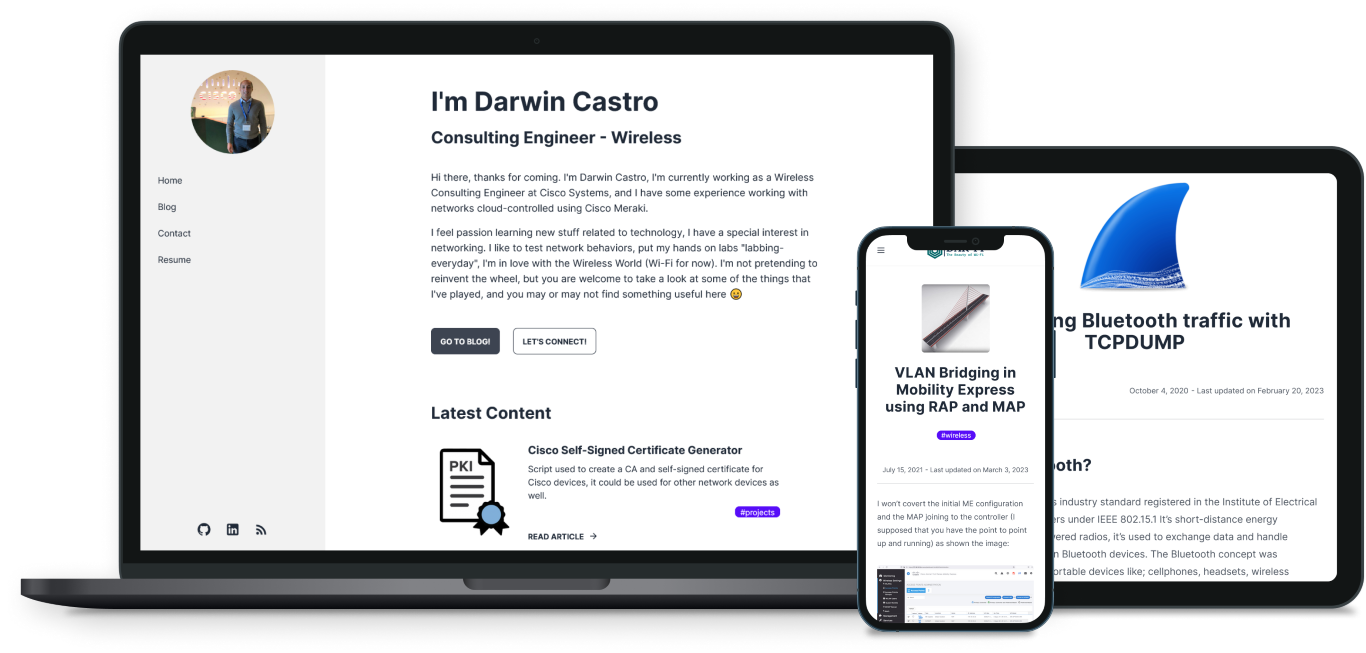 Home
Blog
Contact
Resume
I'm Darwin Castro
Consulting Engineer - Wireless
Hi there, thanks for coming. I'm Darwin Castro, I'm currently working as a Wireless
Consulting Engineer at Cisco Systems, and I have some experience working with
networks cloud-controlled using Cisco Meraki.
I feel passion learning new stuff related to technology, I have a special interest in
networking. I like to test network behaviors, put my hands on labs "labbing-
everyday", I'm in love with the Wireless World (Wi-Fi for now). I'm not pretending to
reinvent the wheel, but you are welcome to take a look at some of the things that
I've played, and you may or may not find something useful here 😉
GO TO BLOG!
LET'S CONNECT!
Latest Content
PKI
Cisco Self-Signed Certificate Generator
Script used to create a CA and self-signed certificate for
Cisco devices, it could be used for other network devices as
well.
#projects
READ ARTICLE →
The Beauty of Wi-Fi
VLAN Bridging in
Mobility Express
using RAP and MAP
#wireless
July 15, 2021 - Last updated on March 3, 2023
I won't covert the initial ME configuration
and the MAP joining to the controller (I
supposed that you have the point to point
up and running) as shown the image:
ng Bluetooth traffic with
TCPDUMP
October 4, 2020 - Last updated on February 20, 2023
oth?
s industry standard registered in the Institute of Electrical
ers under IEEE 802.15.1 It's short-distance energy
wered radios, it's used to exchange data and handle
n Bluetooth devices. The Bluetooth concept was
ortable devices like; cellphones, headsets, wireless